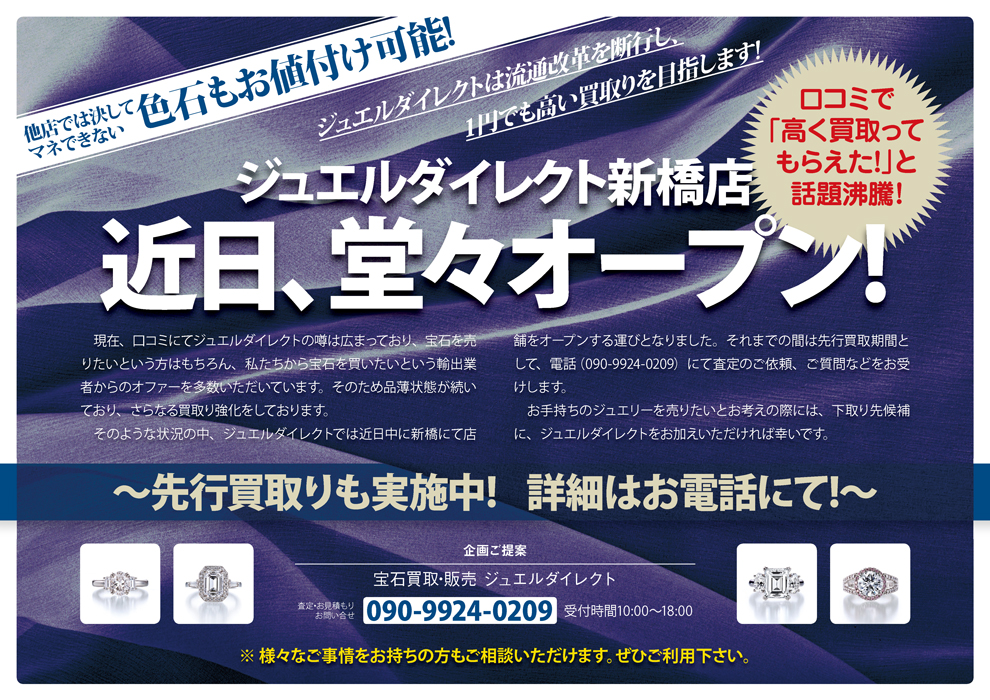 他店では決して
マネできない
色石もお値付け可能!
ジュエルダイレクトは流通改革を断行し、
1円でも高い買取りを目指します!
口コミで
「高く買取って
もらえた!」と
話題沸騰!
ジュエルダイレクト新橋店
近日、堂々オープン!
現在、口コミにてジュエルダイレクトの噂は広まっており、宝石を売
りたいという方はもちろん、私たちから宝石を買いたいという輸出業
者からのオファーを多数いただいています。そのため品薄状態が続い
ており、さらなる買取り強化をしております。
そのような状況の中、ジュエルダイレクトでは近日中に新橋にて店
舗をオープンする運びとなりました。それまでの間は先行買取期間と
して、電話（090-9924-0209）にて査定のご依頼、ご質問などをお受
けします。
お手持ちのジュエリーを売りたいとお考えの際には、下取り先候補
に、ジュエルダイレクトをお加えいただければ幸いです。
～先行買取りも実施中! 詳細はお電話にて!～
企画ご提案
宝石買取・販売 ジュエルダイレクト
査定・お見積もり
お問い合せ
090-9924-0209 受付時間10:00～18:00
※ 様々なご事情をお持ちの方もご相談いただけます。ぜひご利用下さい。